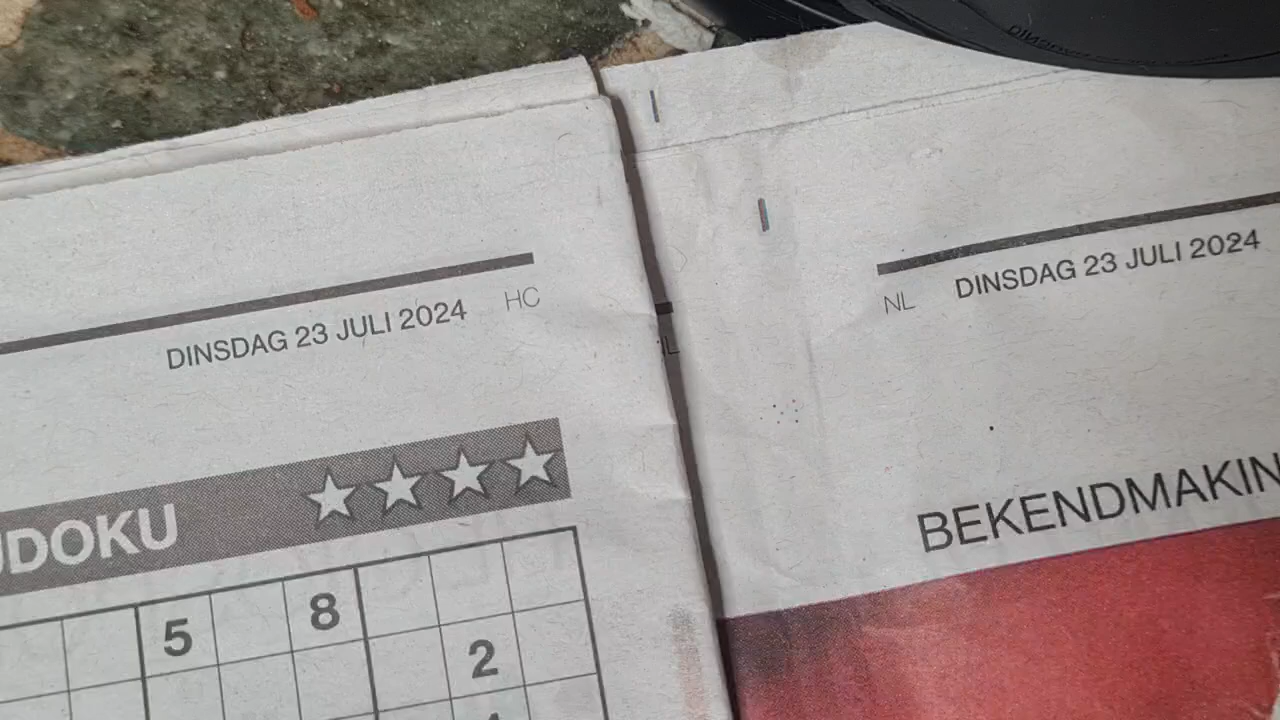 DINSDAG 23 JULI 2024 HC
UDOKU
5 8
2
NL DINSDAG 23 JULI 2024
BEKENDMAKIN